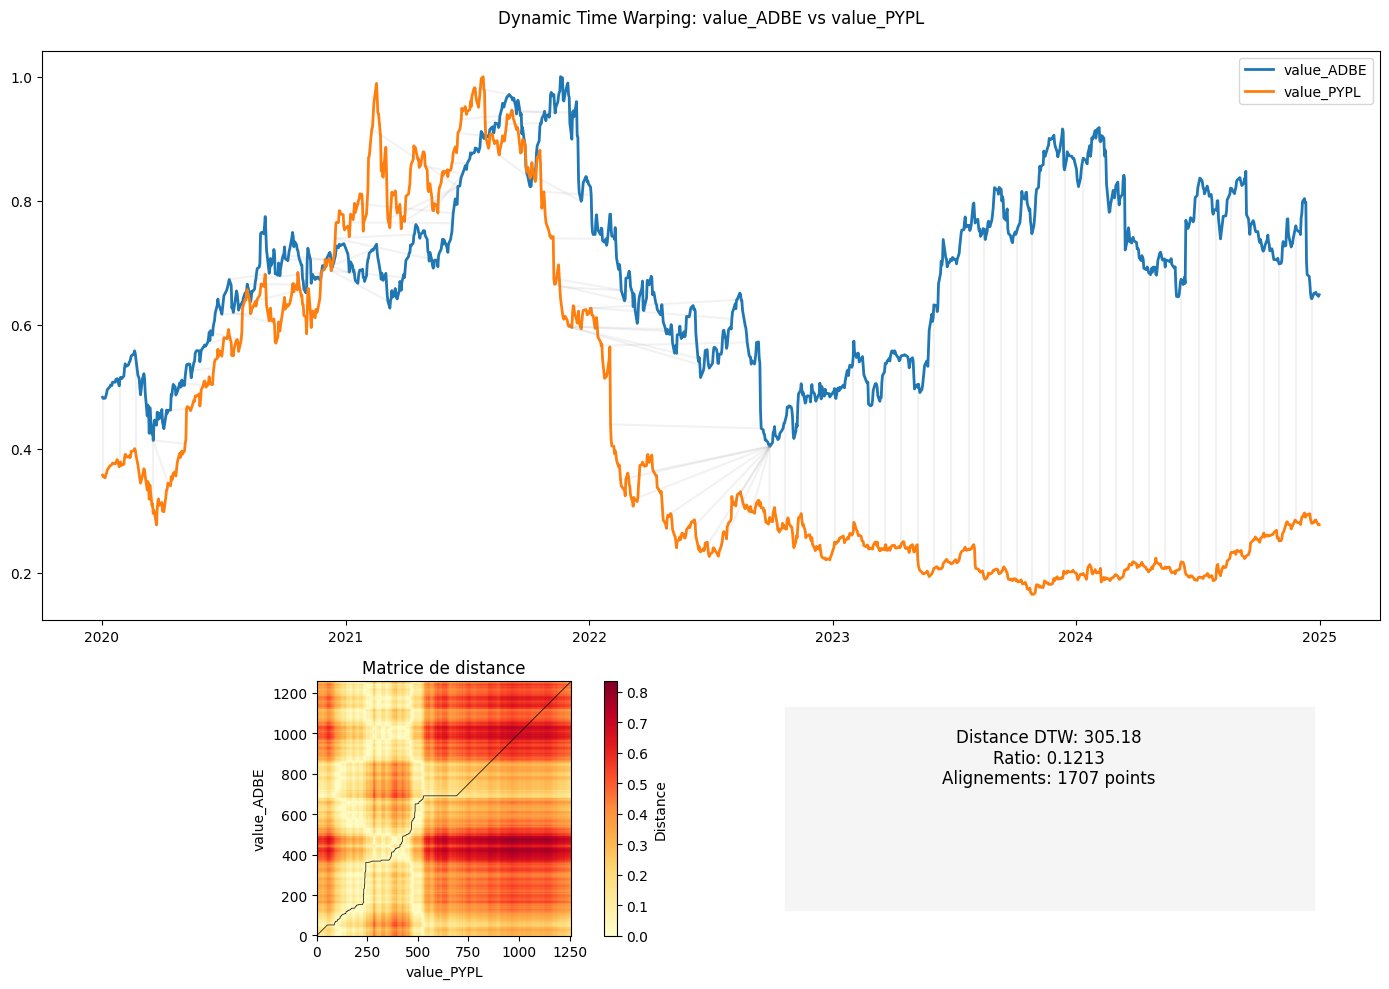 Dynamic Time Warping: value_ADBE vs value_PYPL
value_ADBE
value_PYPL
1.0
0.8
0.6
0.4
0.2
2020 2021 2022 2023 2024 2025
Matrice de distance
value_ADBE
1200
1000
800
600
400
200
0
0 250 500 750 1000 1250
value_PYPL
0.8
0.7
0.6
0.5
0.4
0.3
0.2
0.1
0.0
Distance
Distance DTW: 305.18
Ratio: 0.1213
Alignements: 1707 points